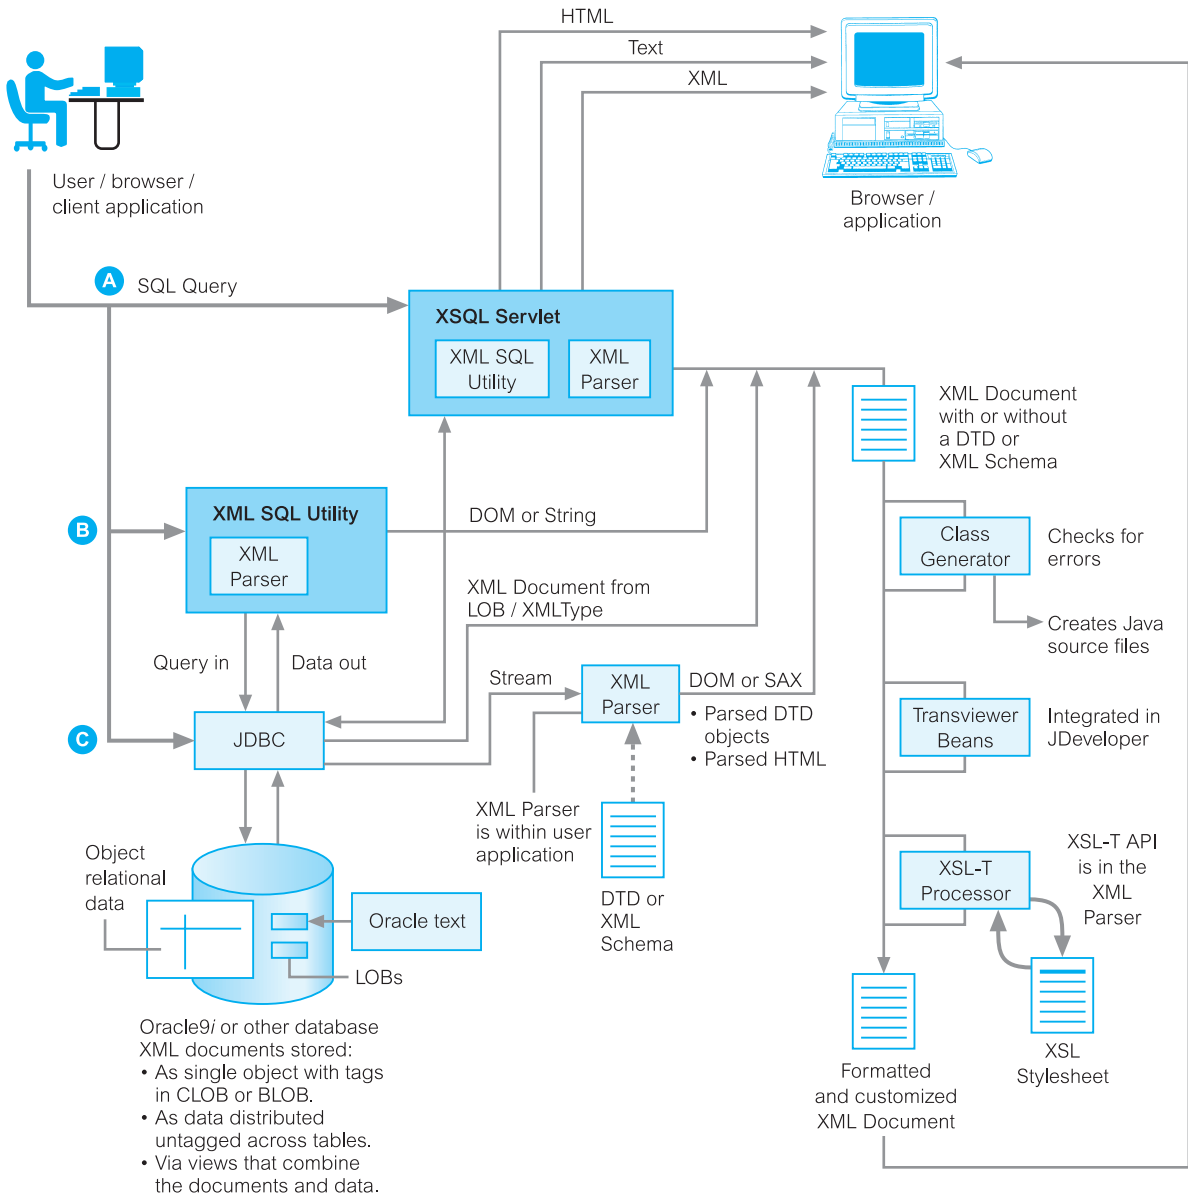 HTML
Text
XML
User / browser /
client application
Browser /
application
A
SQL Query
XSQL Servlet
XML SQL
Utility
XML
Parser
XML Document
with or without
a DTD or
XML Schema
B
XML SQL Utility
XML
Parser
DOM or String
Class
Generator
Checks for
errors
XML Document from
LOB / XMLType
Creates Java
source files
Query in
Data out
Stream
XML
Parser
DOM or SAX
• Parsed DTD
objects
• Parsed HTML
C
JDBC
Transviewer
Beans
Integrated in
JDeveloper
XML Parser
is within user
application
Object
relational
data
Oracle text
LOBs
DTD or
XML
Schema
XSL-T
Processor
XSL-T API
is in the
XML
Parser
Oracle9i or other database
XML documents stored:
• As single object with tags
in CLOB or BLOB.
• As data distributed
untagged across tables.
• Via views that combine
the documents and data.
Formatted
and customized
XML Document
XSL
Stylesheet